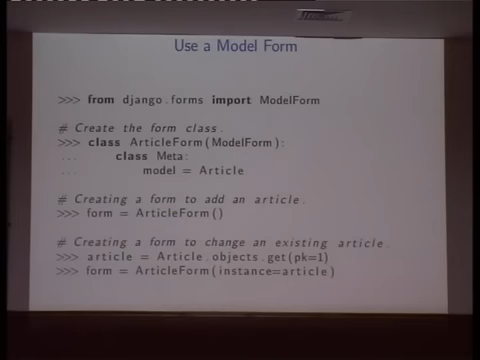 Use a Model Form
>>> from django.forms import ModelForm
# Create the form class.
>>> class ArticleForm(ModelForm):
... class Meta:
... model = Article
# Creating a form to add an article.
>>> form = ArticleForm()
# Creating a form to change an existing article.
>>> article = Article.objects.get(pk=1)
>>> form = ArticleForm(instance=article)